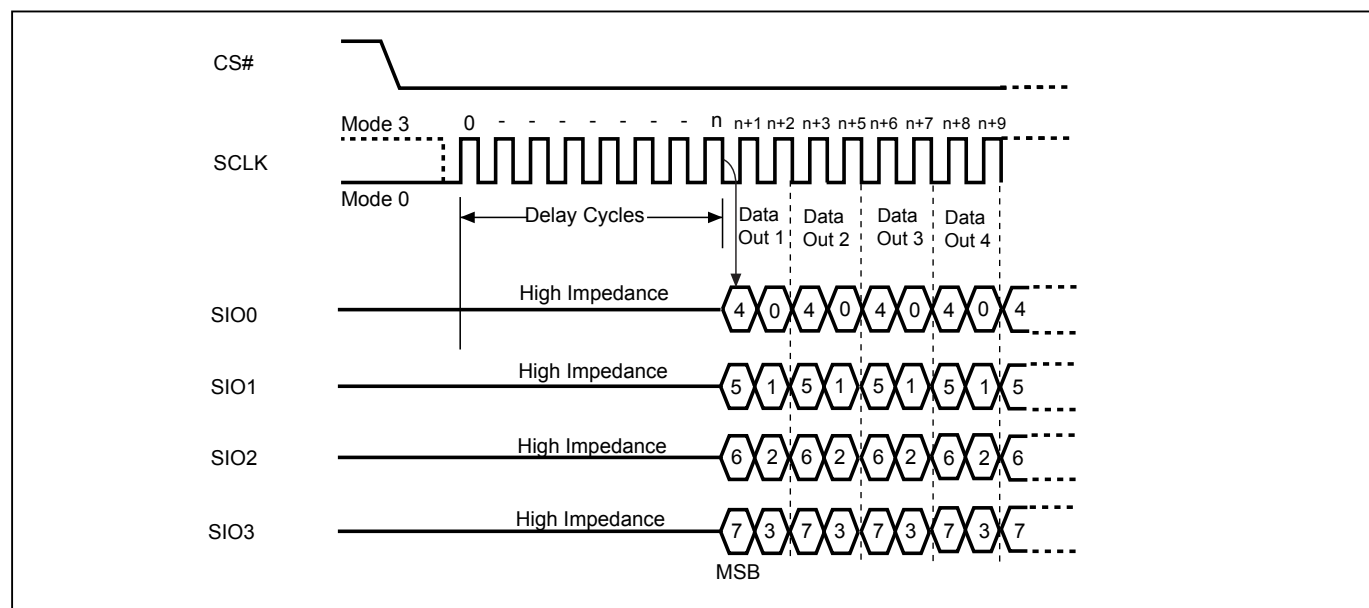 CS#
Mode 3
0 - - - - - - n n+1 n+2 n+3 n+5 n+6 n+7 n+8 n+9
SCLK
Mode 0
Delay Cycles
Data Out 1
Data Out 2
Data Out 3
Data Out 4
SIO0 High Impedance 4 0 4 0 4 0 4 0 4
SIO1 High Impedance 5 1 5 1 5 1 5 1 5
SIO2 High Impedance 6 2 6 2 6 2 6 2 6
SIO3 High Impedance 7 3 7 3 7 3 7 3 7
MSB